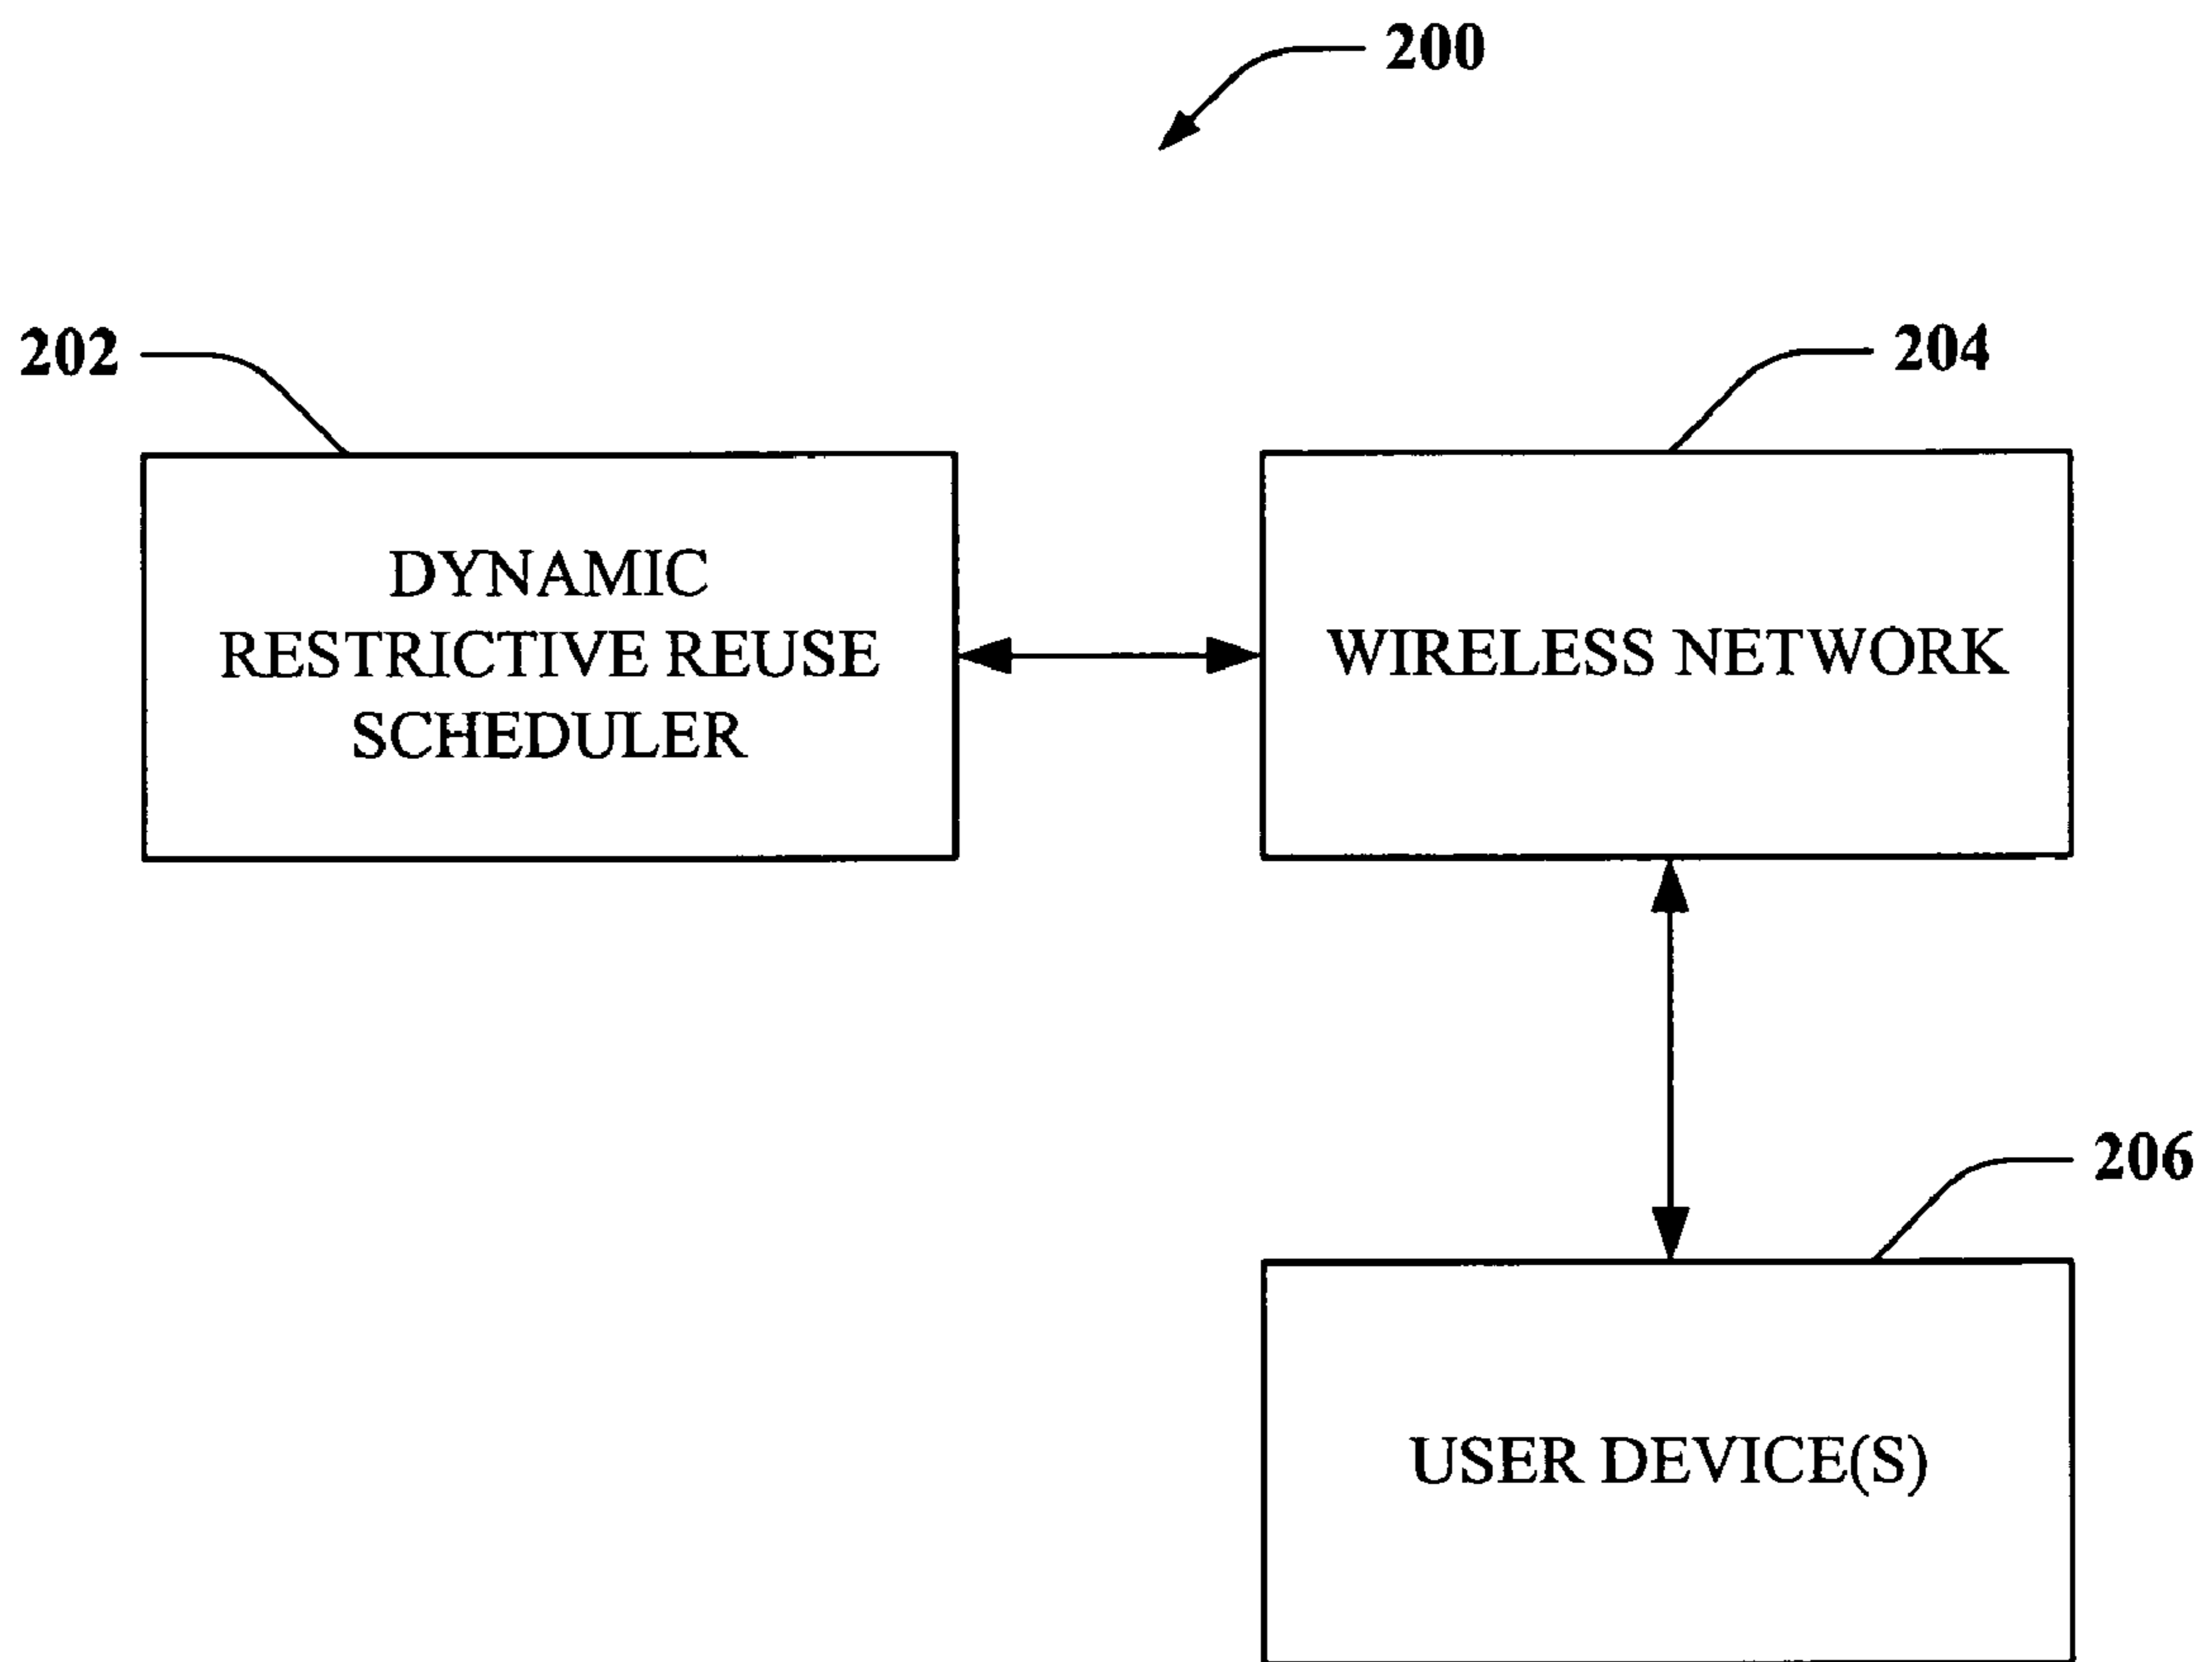 200
202
204
DYNAMIC
RESTRICTIVE REUSE
SCHEDULER
WIRELESS NETWORK
206
USER DEVICE(S)